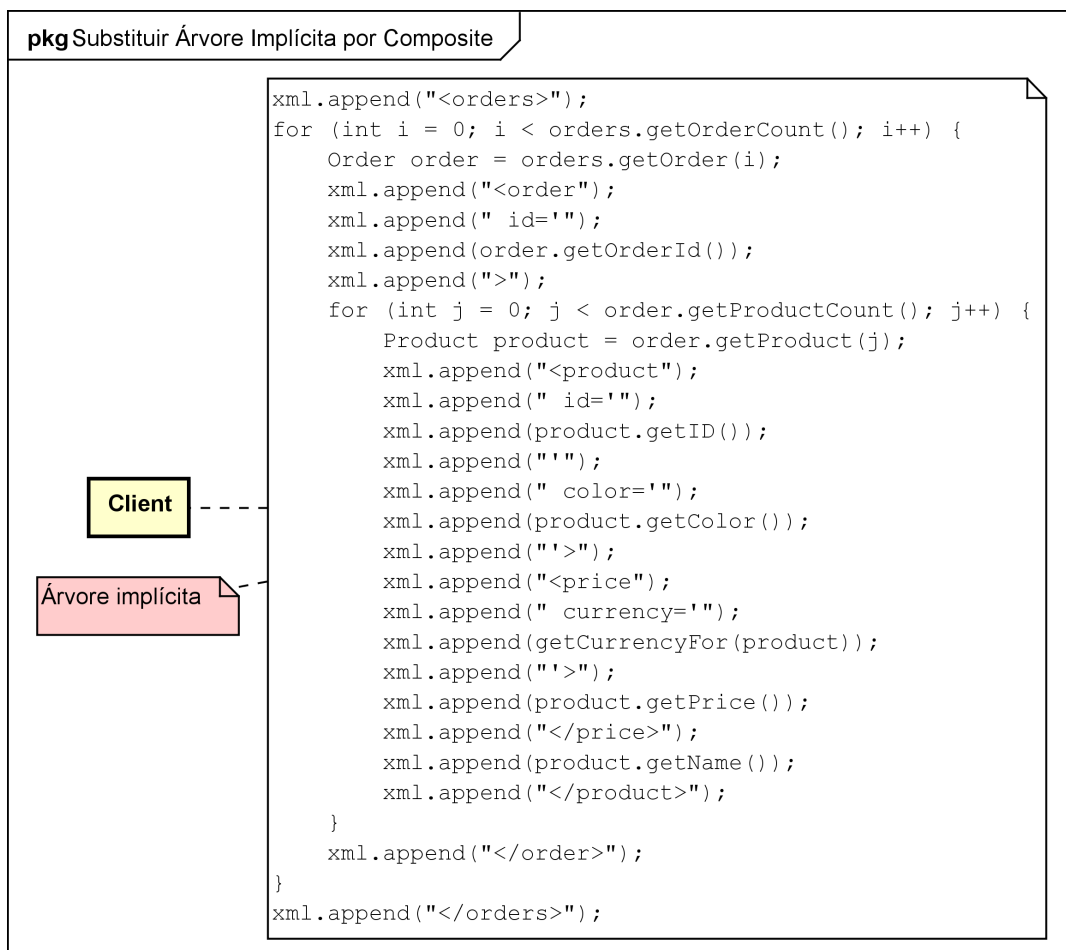 pkg Substituir Árvore Implícita por Composite
xml.append("<orders>");
for (int i = 0; i < orders.getOrderCount(); i++) {
    Order order = orders.getOrder(i);
    xml.append("<order");
    xml.append(" id='");
    xml.append(order.getOrderId());
    xml.append(">");
    for (int j = 0; j < order.getProductCount(); j++) {
        Product product = order.getProduct(j);
        xml.append("<product");
        xml.append(" id='");
        xml.append(product.getID());
        xml.append("'");
        xml.append(" color='");
        xml.append(product.getColor());
        xml.append("'>");
        xml.append("<price");
        xml.append(" currency='");
        xml.append(getCurrencyFor(product));
        xml.append("'>");
        xml.append(product.getPrice());
        xml.append("</price>");
        xml.append(product.getName());
        xml.append("</product>");
    }
    xml.append("</order>");
}
xml.append("</orders>");
Client
Árvore implícita